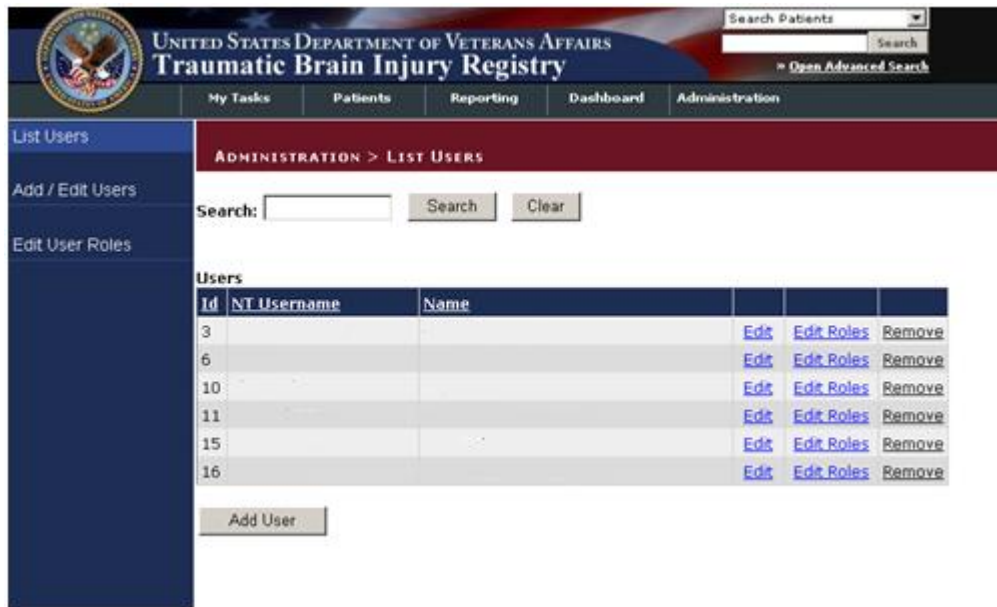 Search Patients
UNITED STATES DEPARTMENT OF VETERANS AFFAIRS
Search
Traumatic Brain Injury Registry
» Open Advanced Search
My Tasks Patients Reporting Dashboard Administration
List Users
ADMINISTRATION > LIST USERS
Add / Edit Users
Search: Search Clear
Edit User Roles
Users
Id NT Username Name
3 Edit Edit Roles Remove
6 Edit Edit Roles Remove
10 Edit Edit Roles Remove
11 Edit Edit Roles Remove
15 Edit Edit Roles Remove
16 Edit Edit Roles Remove
Add User